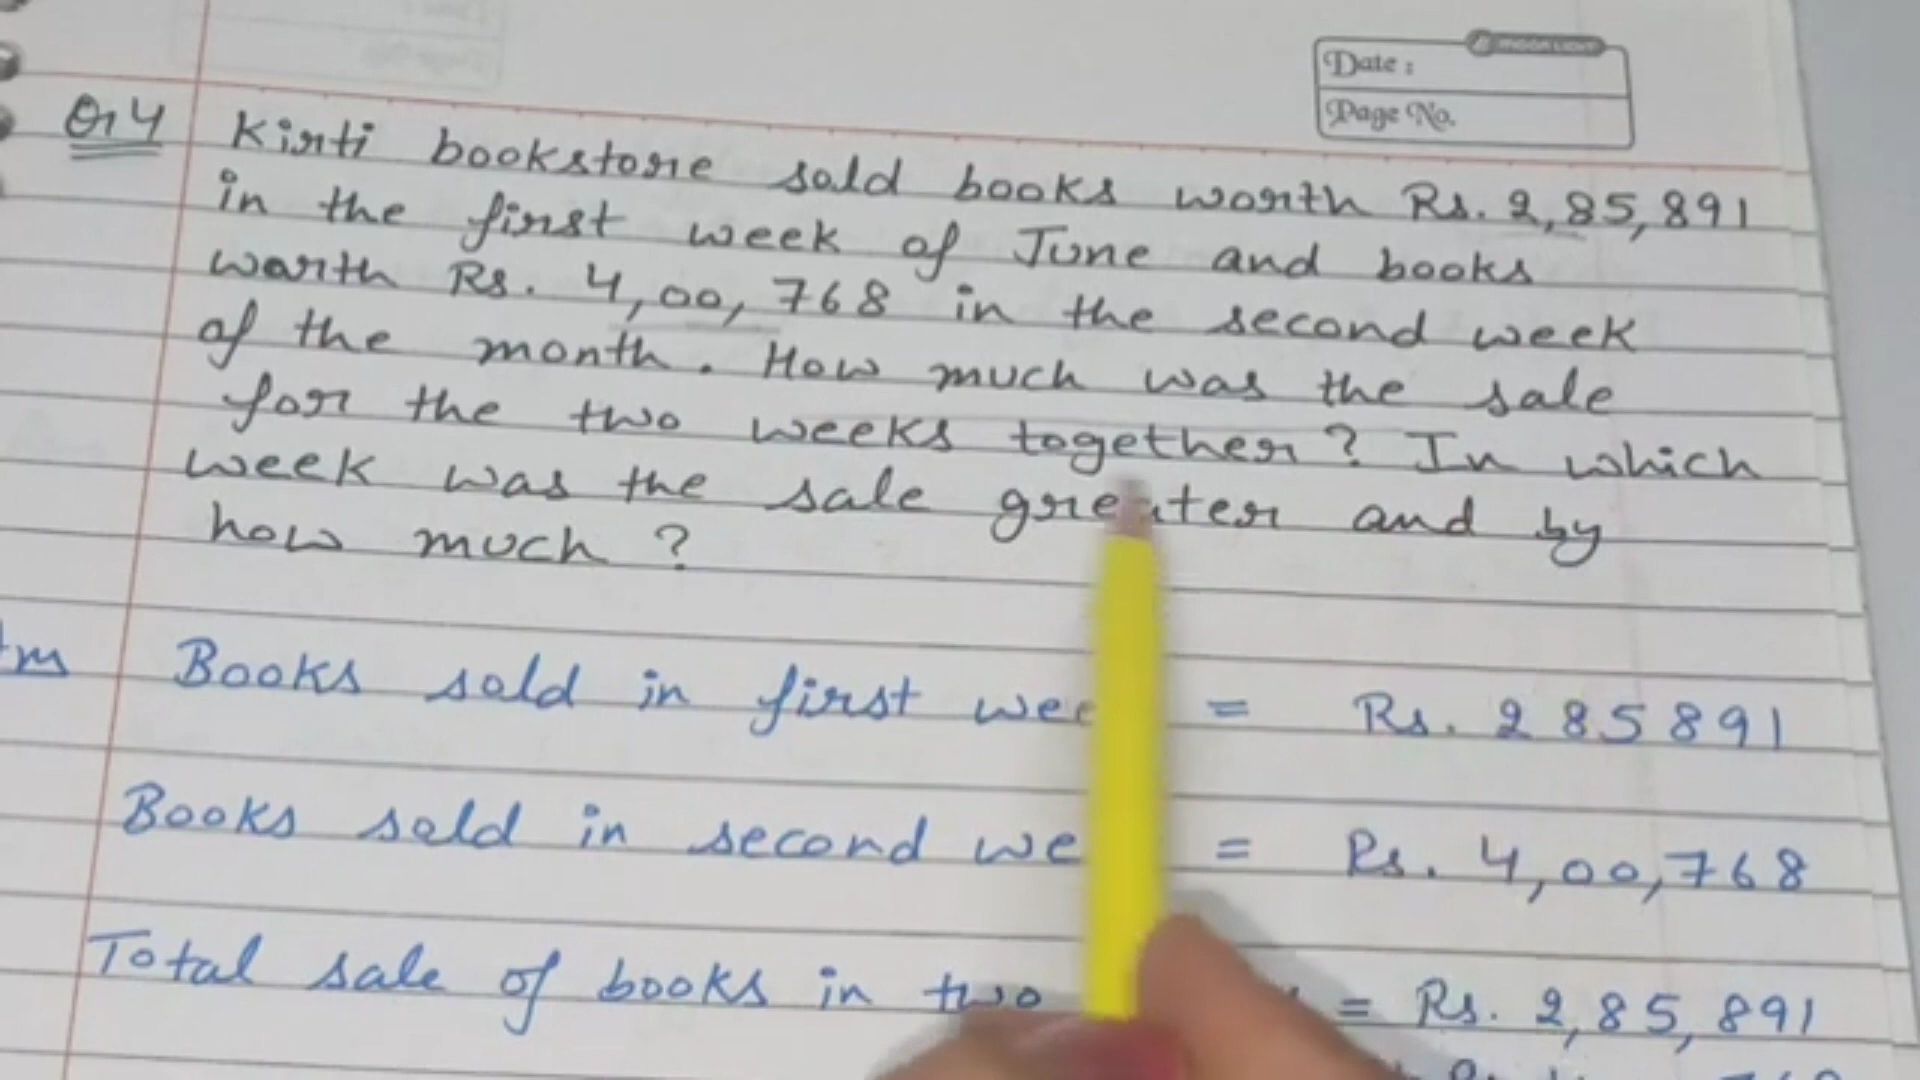 Date :
Page No.
Qn 4 Kirti bookstore sold books worth Rs. 2,85,891
in the first week of June and books
worth Rs. 4,00,768 in the second week
of the month. How much was the sale
for the two weeks together? In which
week was the sale greater and by
how much?
Books sold in first wee = Rs. 285891
Books sold in second we = Rs. 4,00,768
Total sale of books in two = Rs. 2,85,891